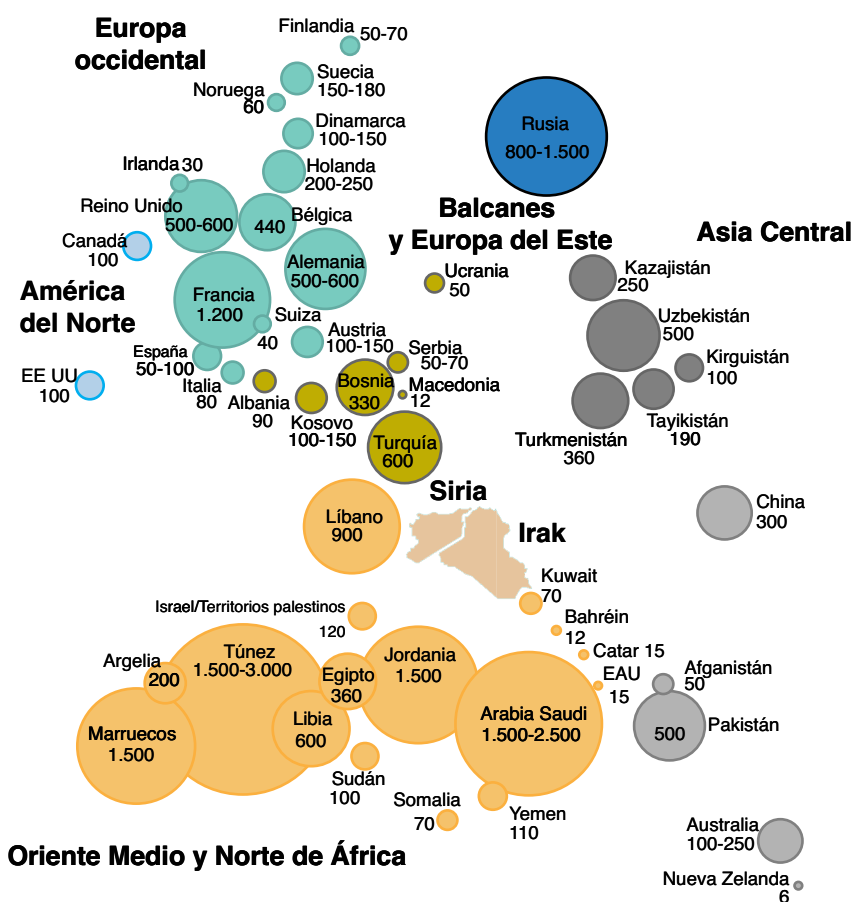 Europa
occidental
Finlandia
50-70
Suecia
150-180
Noruega
60
Dinamarca
100-150
Irlanda 30
Holanda
200-250
Reino Unido
500-600
440
Bélgica
Canadá
100
Alemania
500-600
América
del Norte
Francia
1.200
Suiza
40
Austria
100-150
España
50-100
Italia
80
EE UU
100
Rusia
800-1.500
Balcanes
y Europa del Este
Ucrania
50
Serbia
50-70
Bosnia
330
Macedonia
12
Albania
90
Kosovo
100-150
Turquía
600
Asia Central
Kazajistán
250
Uzbekistán
500
Kirguistán
100
Tayikistán
190
Turkmenistán
360
China
300
Siria
Irak
Líbano
900
Kuwait
70
Israel/Territorios palestinos
120
Bahréin
12
Catar 15
EAU
15
Argelia
200
Túnez
1.500-3.000
Egipto
360
Jordania
1.500
Arabia Saudi
1.500-2.500
Marruecos
1.500
Libia
600
Sudán
100
Somalia
70
Yemen
110
Afganistán
50
500
Pakistán
Australia
100-250
Nueva Zelanda
6
Oriente Medio y Norte de África